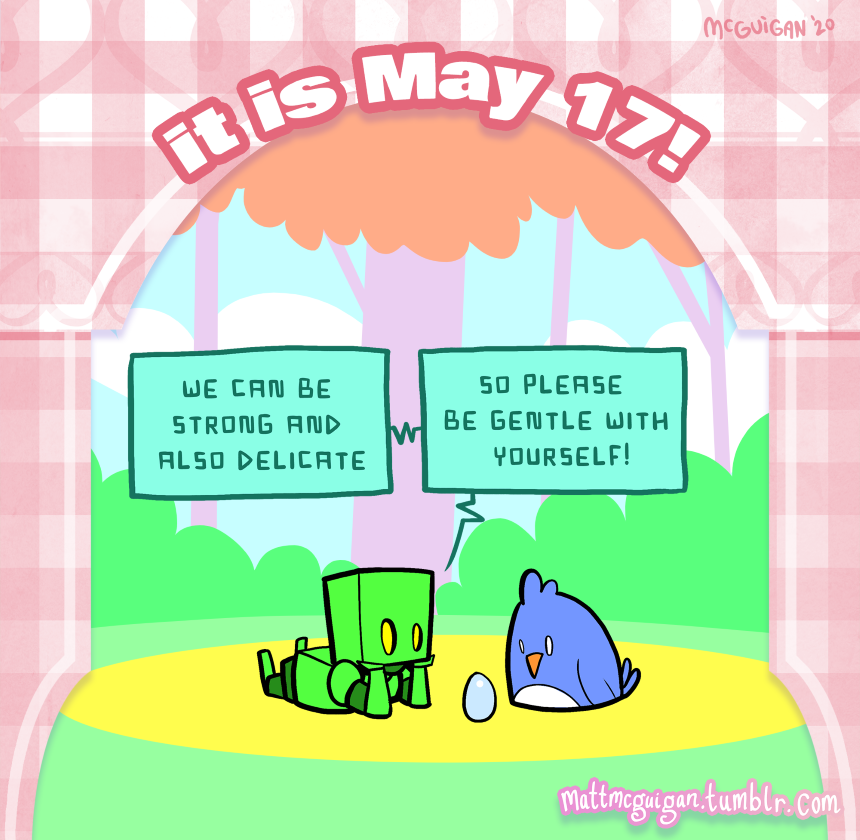 McGUiGAN '20
it is May 17!
WE CAN BE
STRONG AND
ALSO DELICATE
SO PLEASE
BE GENTLE WITH
YOURSELF!
mattmcguigan.tumblr.com